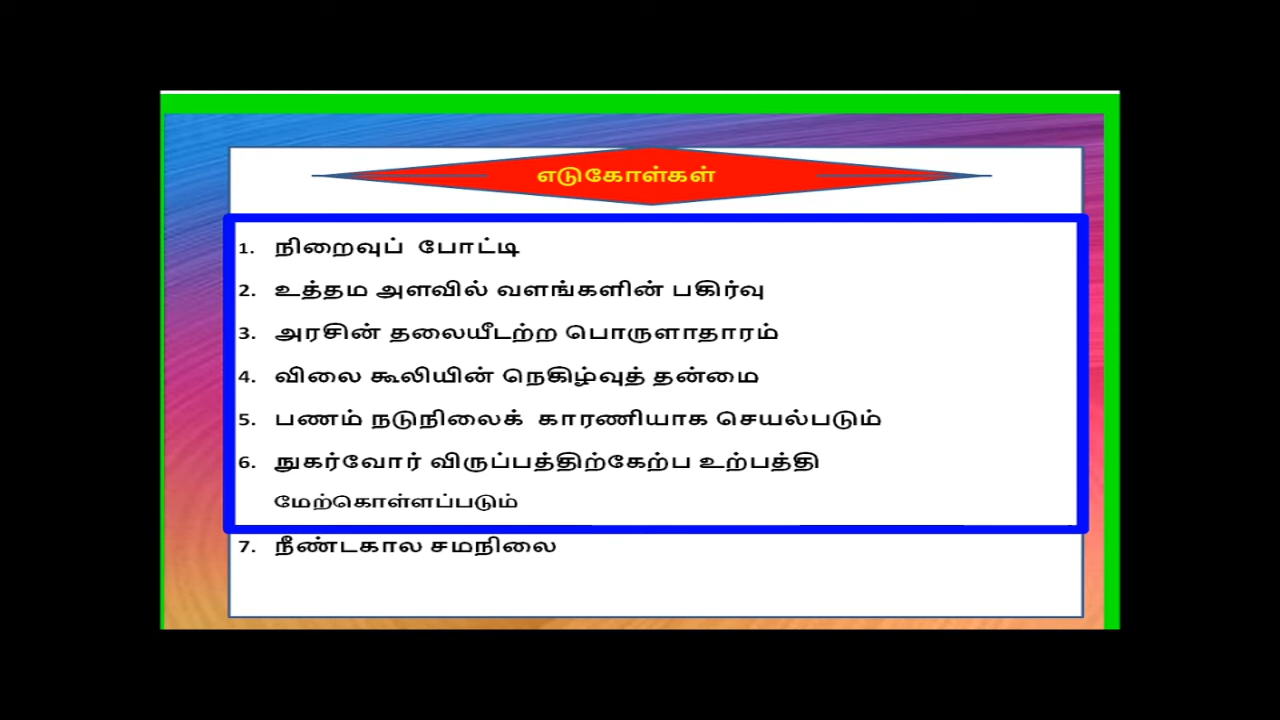 எடுகோள்கள்
1. நிறைவுப் போட்டி
2. உத்தம அளவில் வளங்களின் பகிர்வு
3. அரசின் தலையீடற்ற பொருளாதாரம்
4. விலை கூலியின் நெகிழ்வுத் தன்மை
5. பணம் நடுநிலைக் காரணியாக செயல்படும்
6. நுகர்வோர் விருப்பத்திற்கேற்ப உற்பத்தி
மேற்கொள்ளப்படும்
7. நீண்டகால சமநிலை